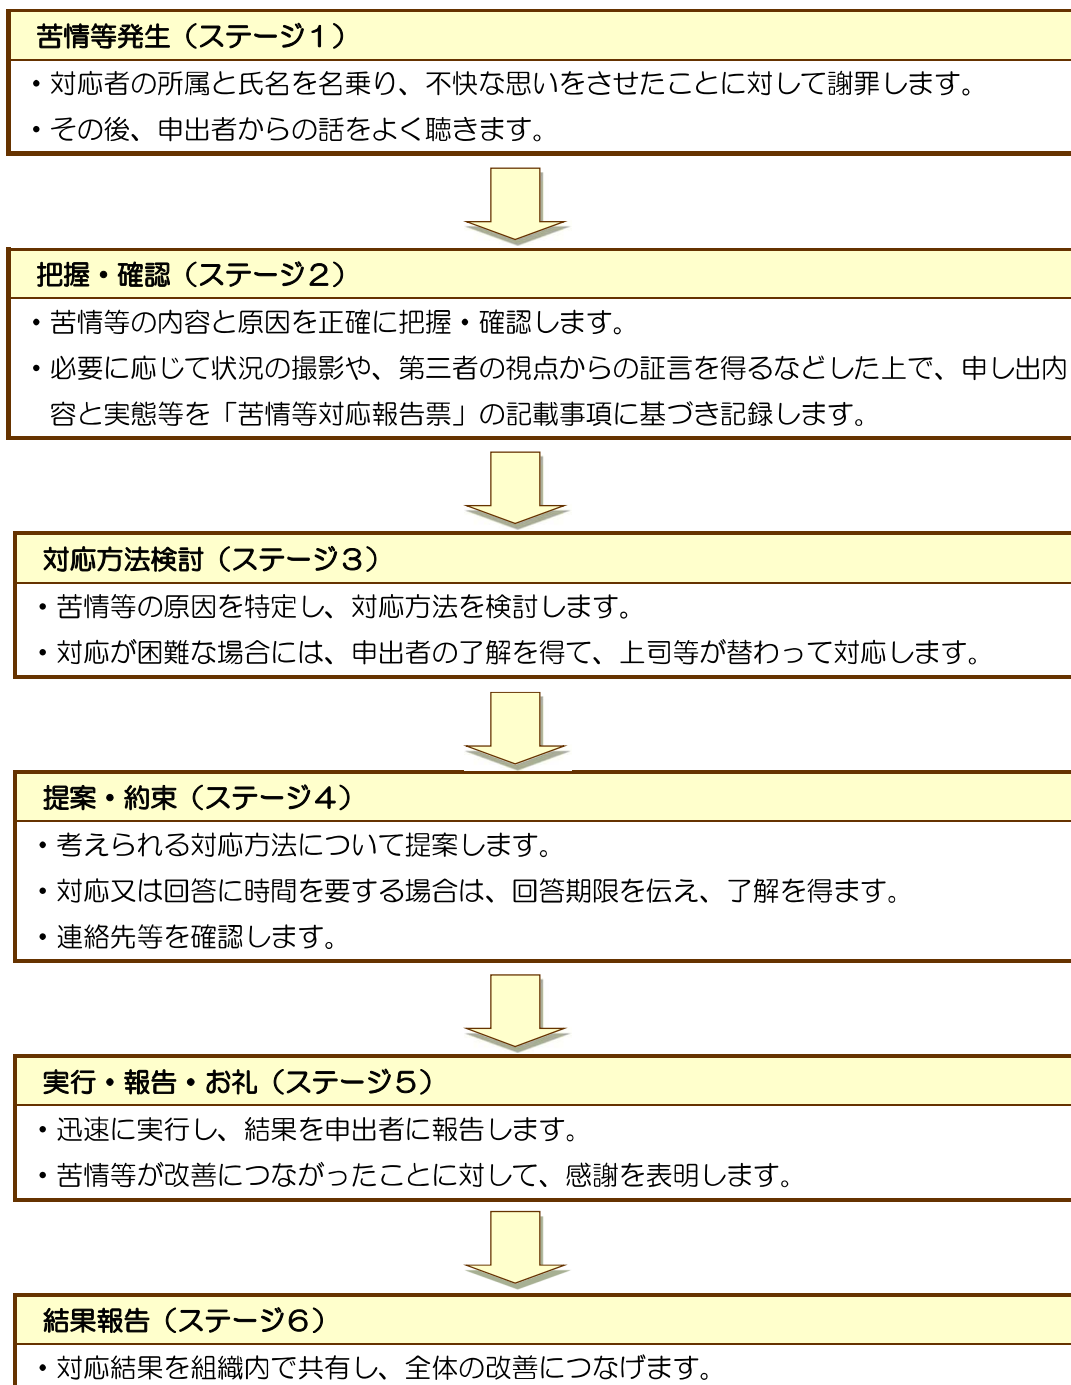 苦情等発生（ステージ１）
・対応者の所属と氏名を名乗り、不快な思いをさせたことに対して謝罪します。
・その後、申出者からの話をよく聴きます。
把握・確認（ステージ２）
・苦情等の内容と原因を正確に把握・確認します。
・必要に応じて状況の撮影や、第三者の視点からの証言を得るなどした上で、申し出内
容と実態等を「苦情等対応報告票」の記載事項に基づき記録します。
対応方法検討（ステージ３）
・苦情等の原因を特定し、対応方法を検討します。
・対応が困難な場合には、申出者の了解を得て、上司等が替わって対応します。
提案・約束（ステージ４）
・考えられる対応方法について提案します。
・対応又は回答に時間を要する場合は、回答期限を伝え、了解を得ます。
・連絡先等を確認します。
実行・報告・お礼（ステージ５）
・迅速に実行し、結果を申出者に報告します。
・苦情等が改善につながったことに対して、感謝を表明します。
結果報告（ステージ６）
・対応結果を組織内で共有し、全体の改善につなげます。